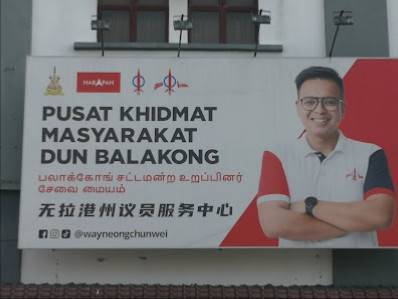 HARAPAN
PUSAT KHIDMAT
MASYARAKAT
DUN BALAKONG
பலாக்கோங் சட்டமன்ற உறுப்பினர்
சேவை மையம்
无拉港州议员服务中心
@wayneongchunwei